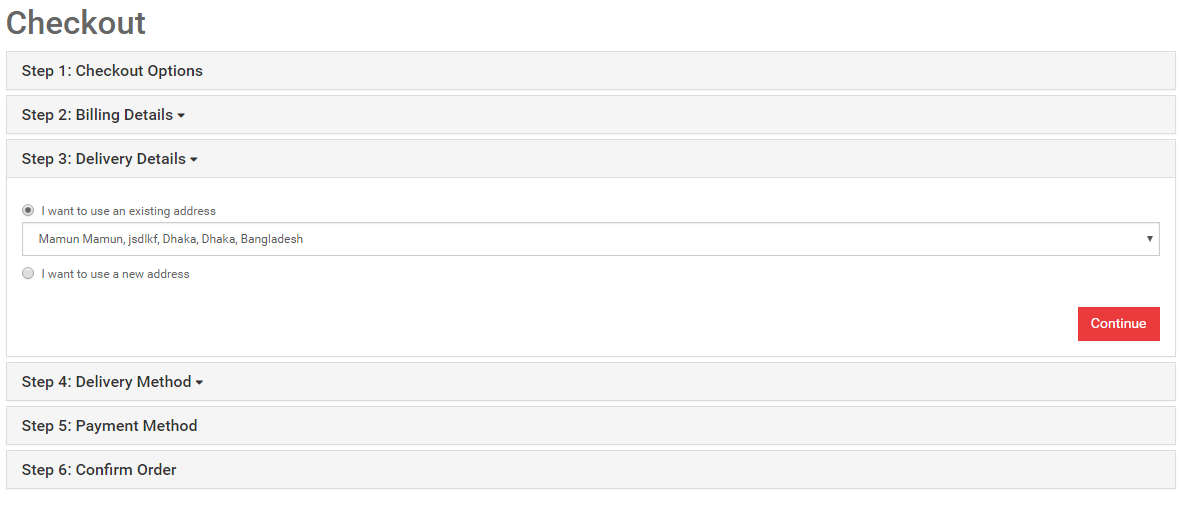 Checkout
Step 1: Checkout Options
Step 2: Billing Details
Step 3: Delivery Details
I want to use an existing address
Mamun Mamun, jsdlkf, Dhaka, Dhaka, Bangladesh
I want to use a new address
Continue
Step 4: Delivery Method
Step 5: Payment Method
Step 6: Confirm Order